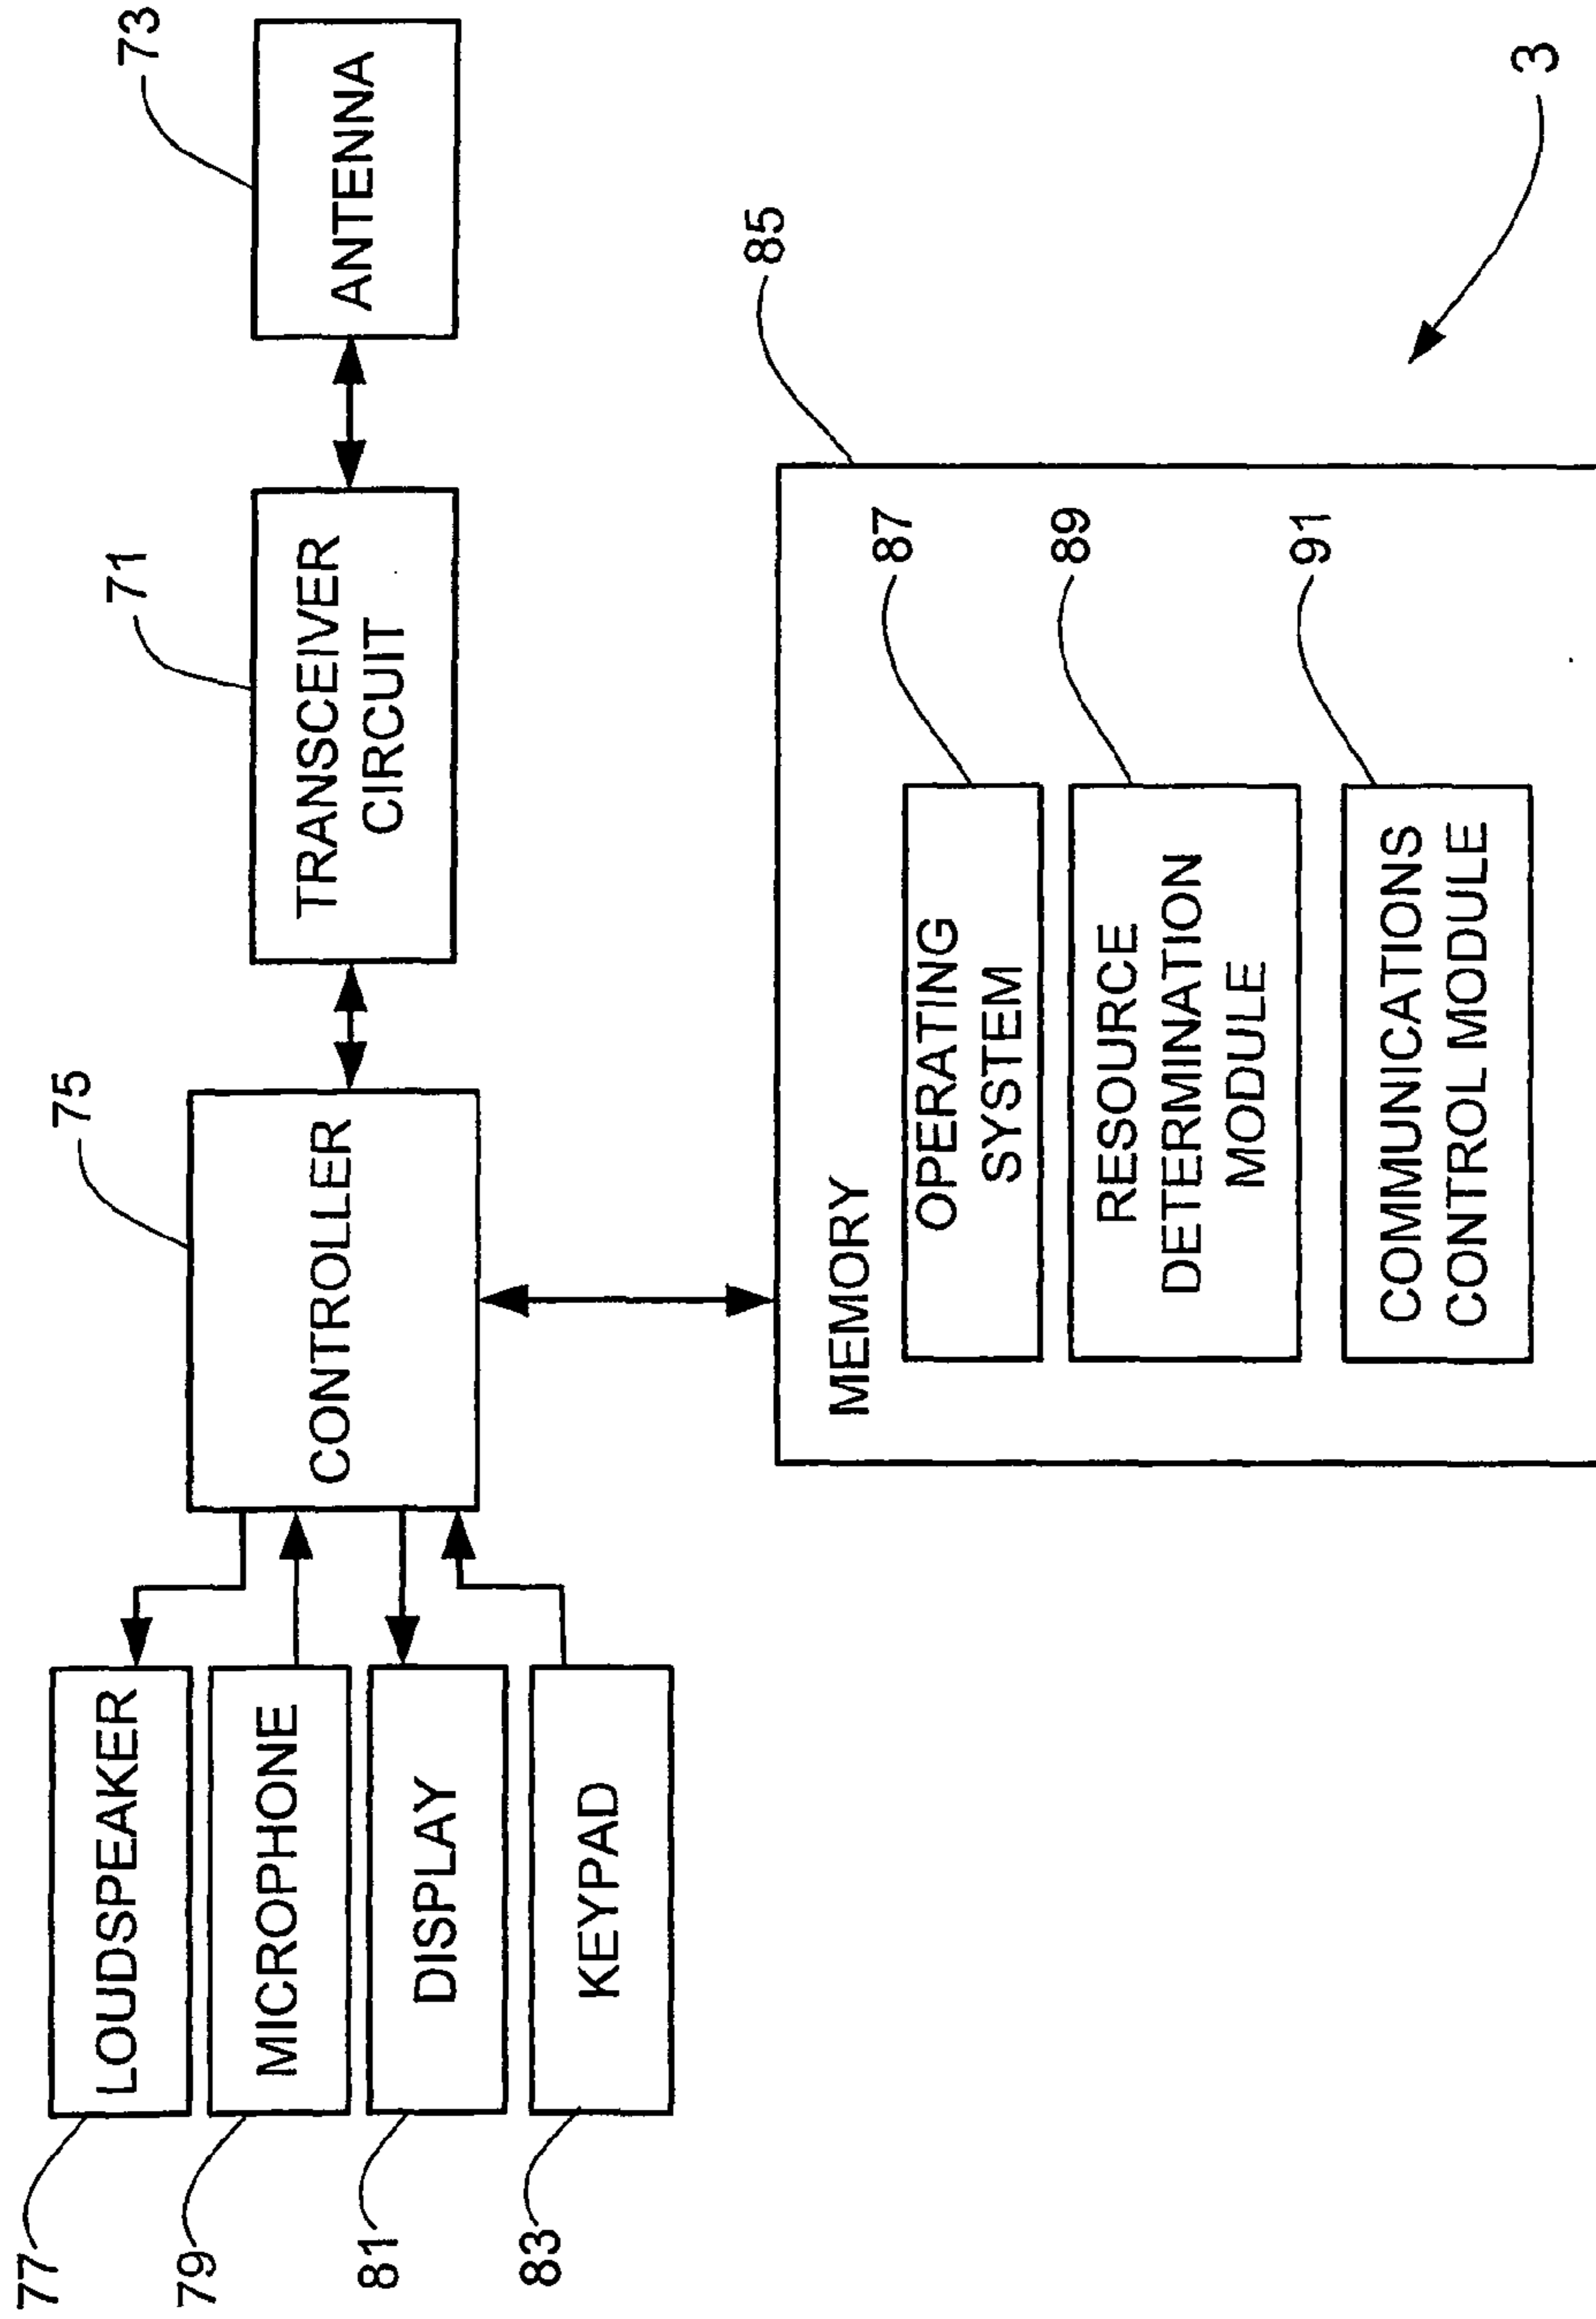 73
ANTENNA
71
TRANSCEIVER
CIRCUIT
75
CONTROLLER
77
LOUDSPEAKER
79
MICROPHONE
81
DISPLAY
83
KEYPAD
85
MEMORY
87
OPERATING
SYSTEM
89
RESOURCE
DETERMINATION
MODULE
91
COMMUNICATIONS
CONTROL MODULE
3